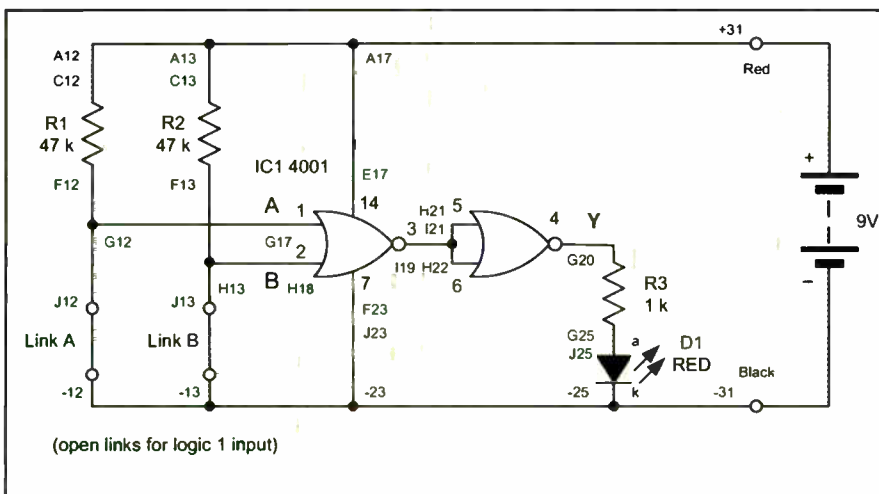 +31
A12
A13
A17
C12
C13
Red
R1
R2
47 k
47 k
IC1 4001
+
F12
F13
E17
A
1
14
H21
5
4
Y
9V
3
I21
G12
G17
2
I19
H22
G20
B
6
R3
1 k
–
H13
H18
7
J12
J13
F23
J23
G25
J25
a
D1
RED
Link A
Link B
Black
-12
-13
-23
-25
k
-31
(open links for logic 1 input)